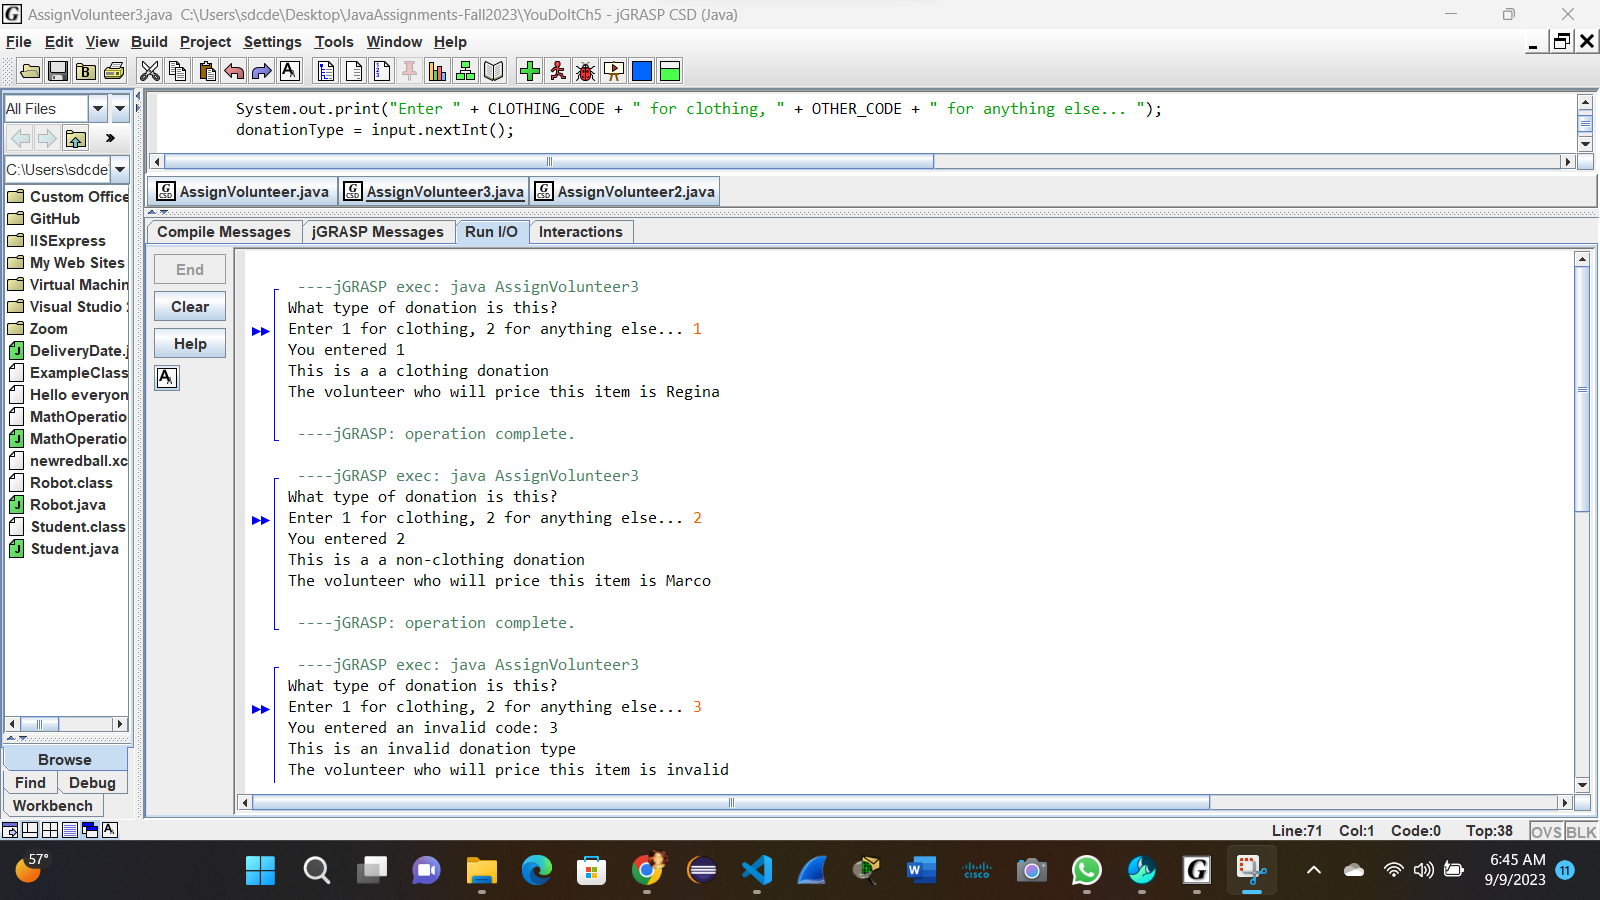 AssignVolunteer3.java  C:\Users\sdcde\Desktop\JavaAssignments-Fall2023\YouDoItCh5 - jGRASP CSD (Java)
File Edit View Build Project Settings Tools Window Help
All Files
C:\Users\sdcde
Custom Office
GitHub
IISExpress
My Web Sites
Virtual Machin
Visual Studio
Zoom
DeliveryDate.j
ExampleClass
Hello everyon
MathOperatio
MathOperatio
newredball.xc
Robot.class
Robot.java
Student.class
Student.java
Browse
Find Debug
Workbench
System.out.print("Enter " + CLOTHING_CODE + " for clothing, " + OTHER_CODE + " for anything else... ");
donationType = input.nextInt();
AssignVolunteer.java AssignVolunteer3.java AssignVolunteer2.java
Compile Messages jGRASP Messages Run I/O Interactions
End
Clear
Help
----jGRASP exec: java AssignVolunteer3
What type of donation is this?
Enter 1 for clothing, 2 for anything else... 1
You entered 1
This is a a clothing donation
The volunteer who will price this item is Regina
----jGRASP: operation complete.
----jGRASP exec: java AssignVolunteer3
What type of donation is this?
Enter 1 for clothing, 2 for anything else... 2
You entered 2
This is a a non-clothing donation
The volunteer who will price this item is Marco
----jGRASP: operation complete.
----jGRASP exec: java AssignVolunteer3
What type of donation is this?
Enter 1 for clothing, 2 for anything else... 3
You entered an invalid code: 3
This is an invalid donation type
The volunteer who will price this item is invalid
Line:71 Col:1 Code:0 Top:38 OVS BLK
57°
6:45 AM
9/9/2023
11